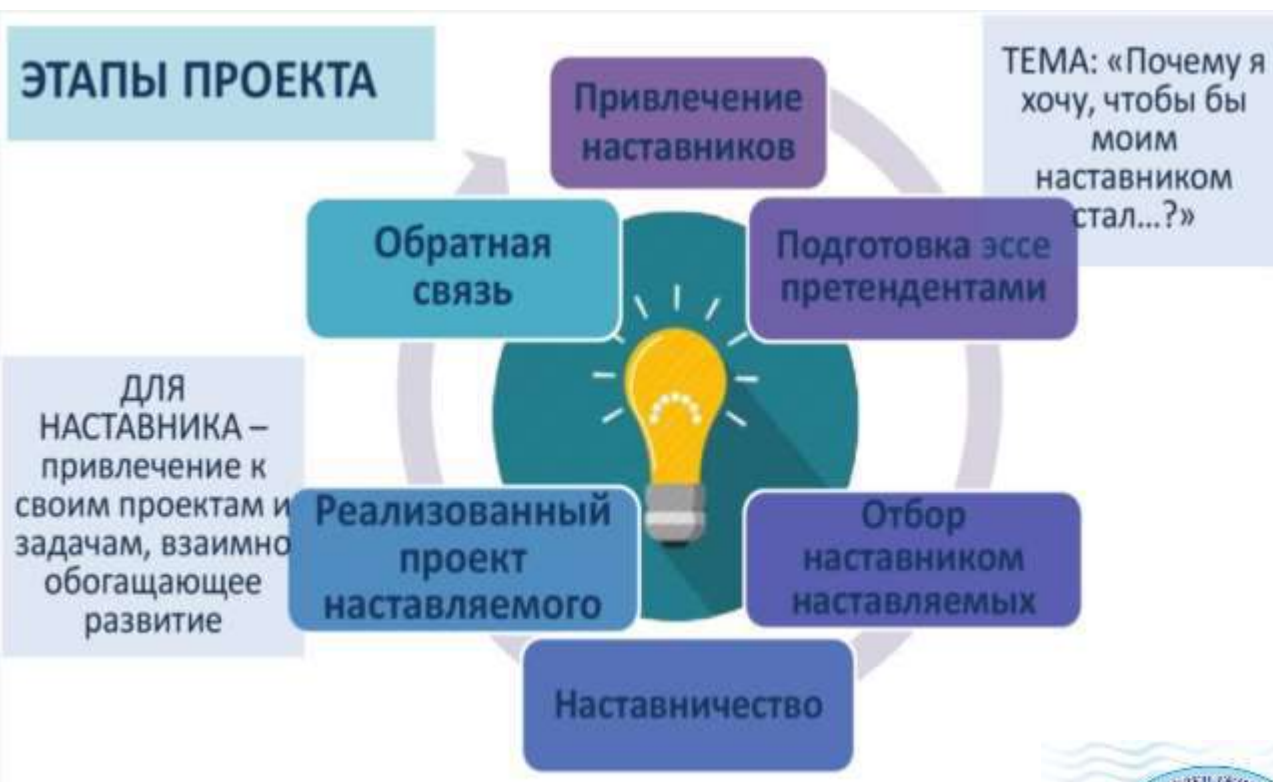 ЭТАПЫ ПРОЕКТА
Привлечение
наставников
ТЕМА: «Почему я
хочу, чтобы бы
моим
наставником
стал...?»
Подготовка эссе
претендентами
Отбор
наставником
наставляемых
Наставничество
Реализованный
проект
наставляемого
ДЛЯ
НАСТАВНИКА –
привлечение к
своим проектам и
задачам, взаимно
обогащающее
развитие
Обратная
связь